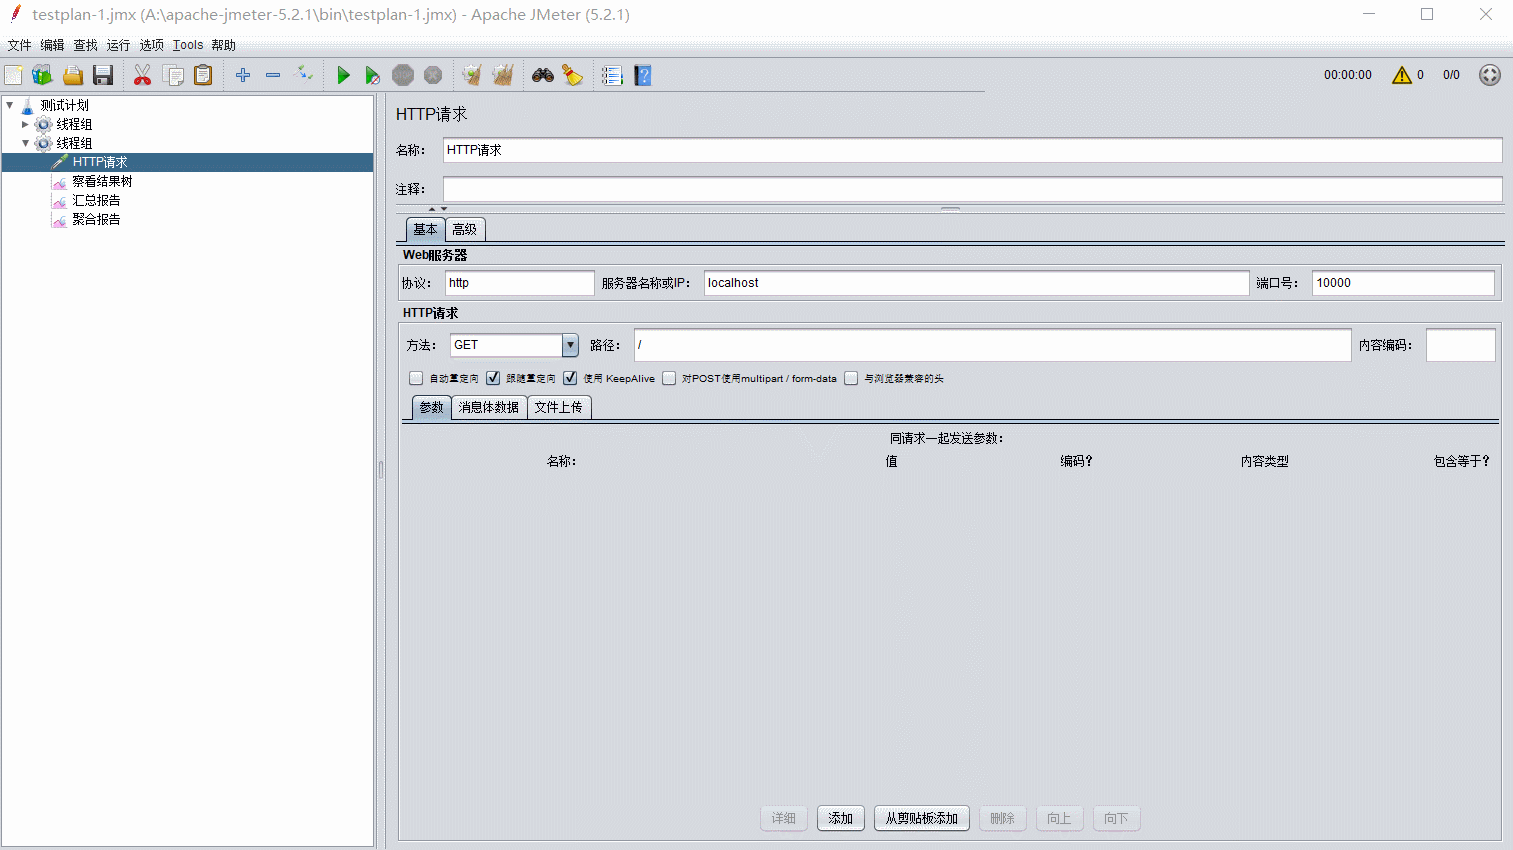 testplan-1.jmx (A:\apache-jmeter-5.2.1\bin\testplan-1.jmx) - Apache JMeter (5.2.1)
文件 编辑 查找 运行 选项 Tools 帮助
STOP
00:00:00 0 0/0
测试计划
线程组
线程组
HTTP请求
察看结果树
汇总报告
聚合报告
HTTP请求
名称: HTTP请求
注释:
基本 高级
Web服务器
协议: http 服务器名称或IP: localhost 端口号: 10000
HTTP请求
方法: GET 路径: / 内容编码:
自动重定向 跟随重定向 使用 KeepAlive 对POST使用multipart / form-data 与浏览器兼容的头
参数 消息体数据 文件上传
同请求一起发送参数:
名称: 值 编码? 内容类型 包含等于?
详细 添加 从剪贴板添加 删除 向上 向下